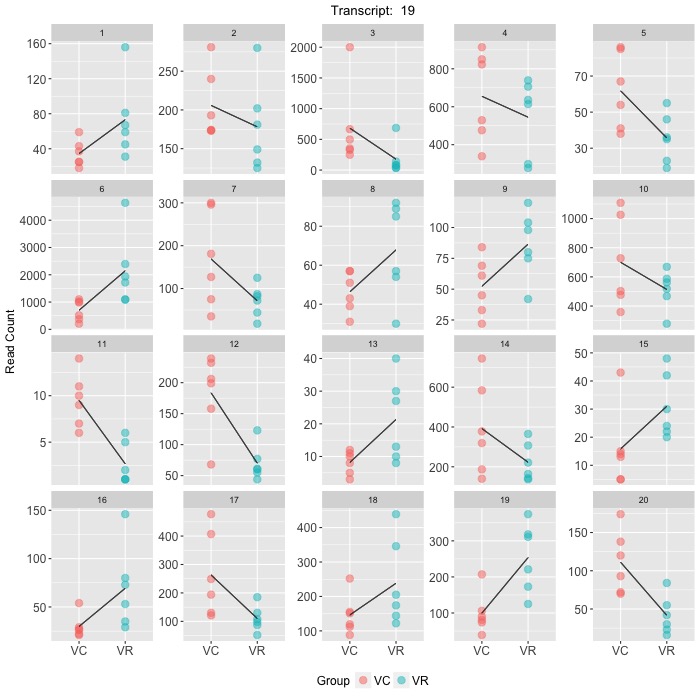 Transcript: 19
1 2 3 4 5
160 120 80 40
250 200 150
2000 1500 1000 500 0
800 600 400
70 50 30
6 7 8 9 10
4000 3000 2000 1000 0
300 200 100
80 60 40
100 75 50 25
1000 800 600 400
Read Count
11 12 13 14 15
10 5
200 150 100 50
40 30 20 10
600 400 200
50 40 30 20 10
16 17 18 19 20
150 100 50
400 300 200 100
400 300 200 100
300 200 100
150 100 50
VC VR VC VR VC VR VC VR VC VR
Group VC VR